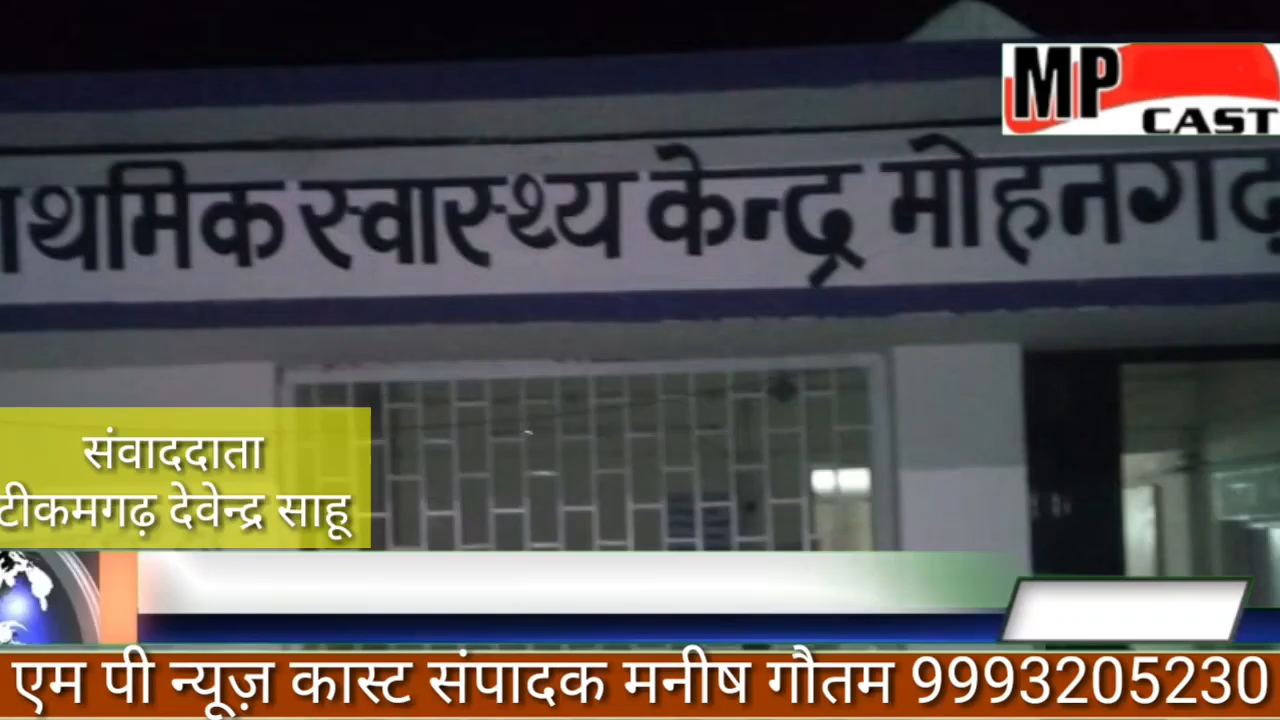 MP
CAST
ाथमिक स्वास्थ्य केन्द्र मोहनगढ़
संवाददाता
टीकमगढ़ देवेन्द्र साहू
एम पी न्यूज़ कास्ट संपादक मनीष गौतम 9993205230